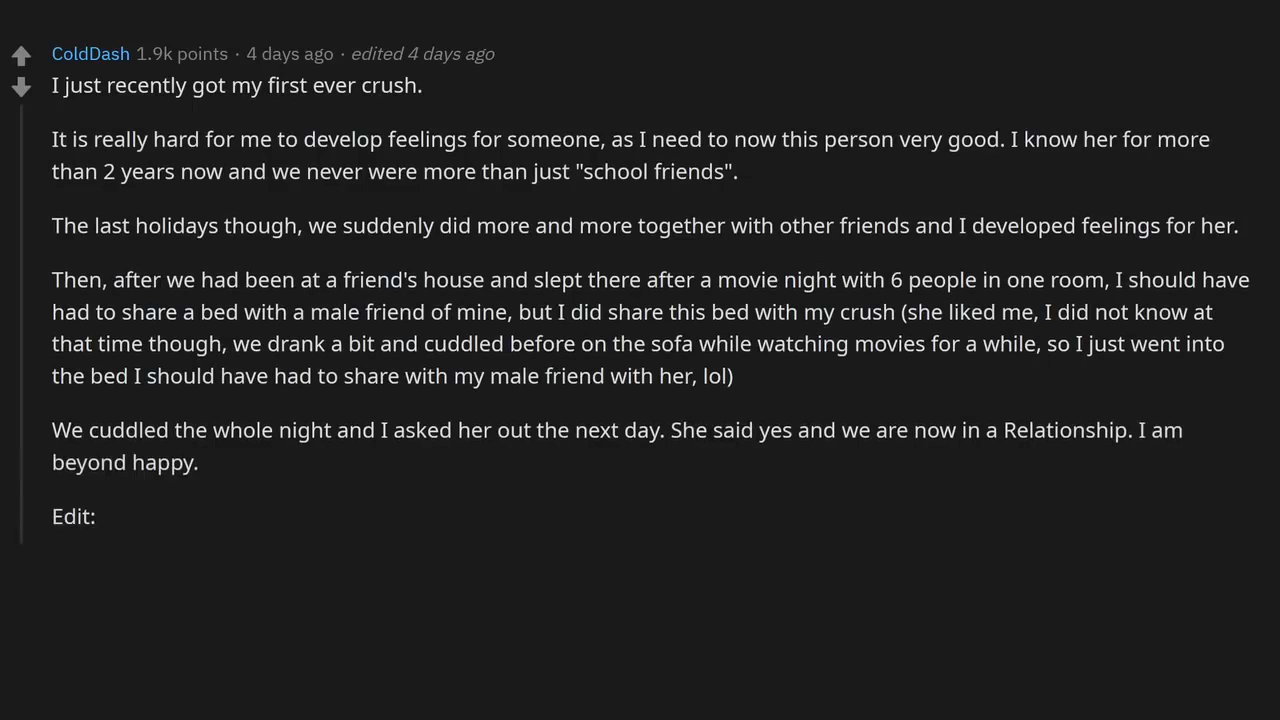 ColdDash 1.9k points · 4 days ago · edited 4 days ago
I just recently got my first ever crush.
It is really hard for me to develop feelings for someone, as I need to now this person very good. I know her for more
than 2 years now and we never were more than just "school friends".
The last holidays though, we suddenly did more and more together with other friends and I developed feelings for her.
Then, after we had been at a friend's house and slept there after a movie night with 6 people in one room, I should have
had to share a bed with a male friend of mine, but I did share this bed with my crush (she liked me, I did not know at
that time though, we drank a bit and cuddled before on the sofa while watching movies for a while, so I just went into
the bed I should have had to share with my male friend with her, lol)
We cuddled the whole night and I asked her out the next day. She said yes and we are now in a Relationship. I am
beyond happy.
Edit: